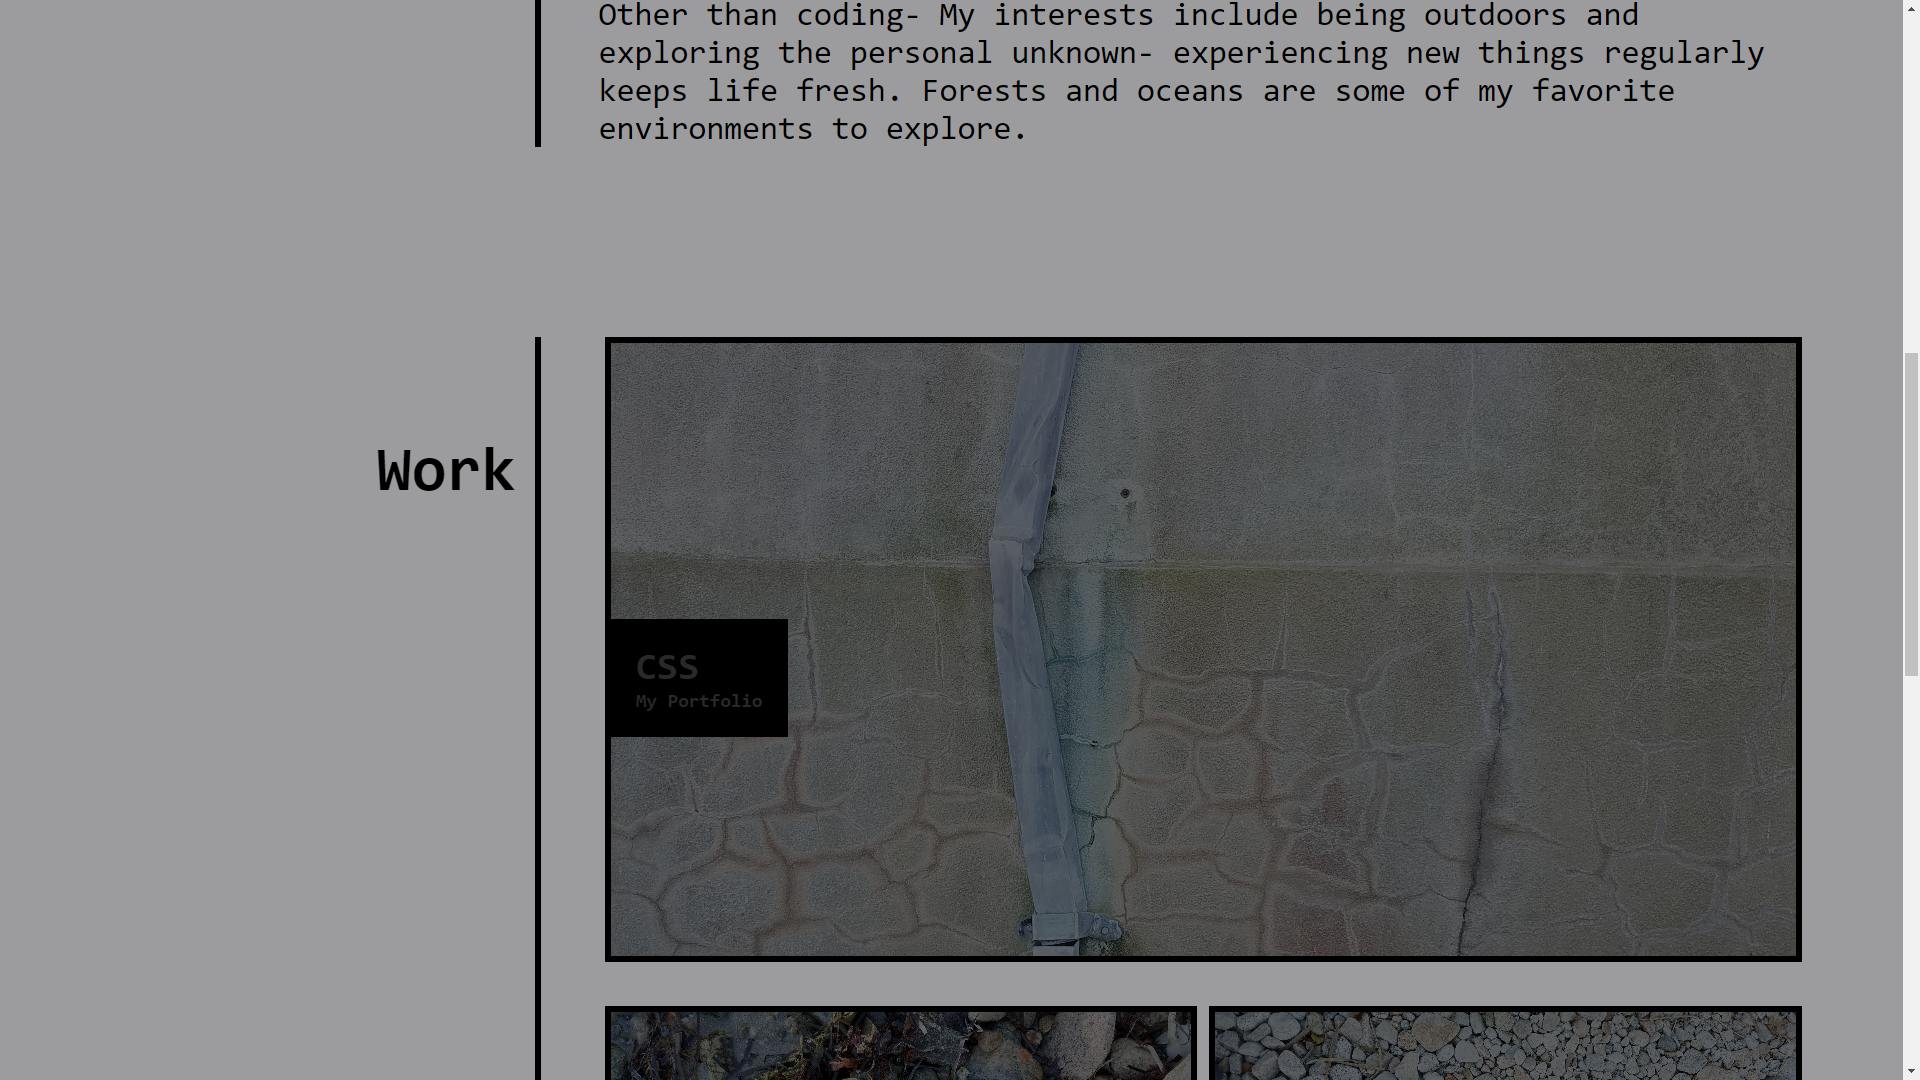 Other than coding- My interests include being outdoors and
exploring the personal unknown- experiencing new things regularly
keeps life fresh. Forests and oceans are some of my favorite
environments to explore.
Work
CSS
My Portfolio